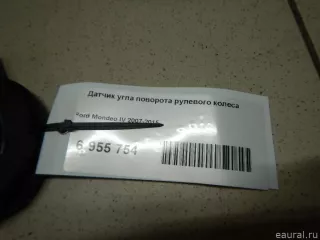 Датчик угла поворота рулевого колеса
Ford Mondeo IV 2007-2015
6 955 754
eaural.ru